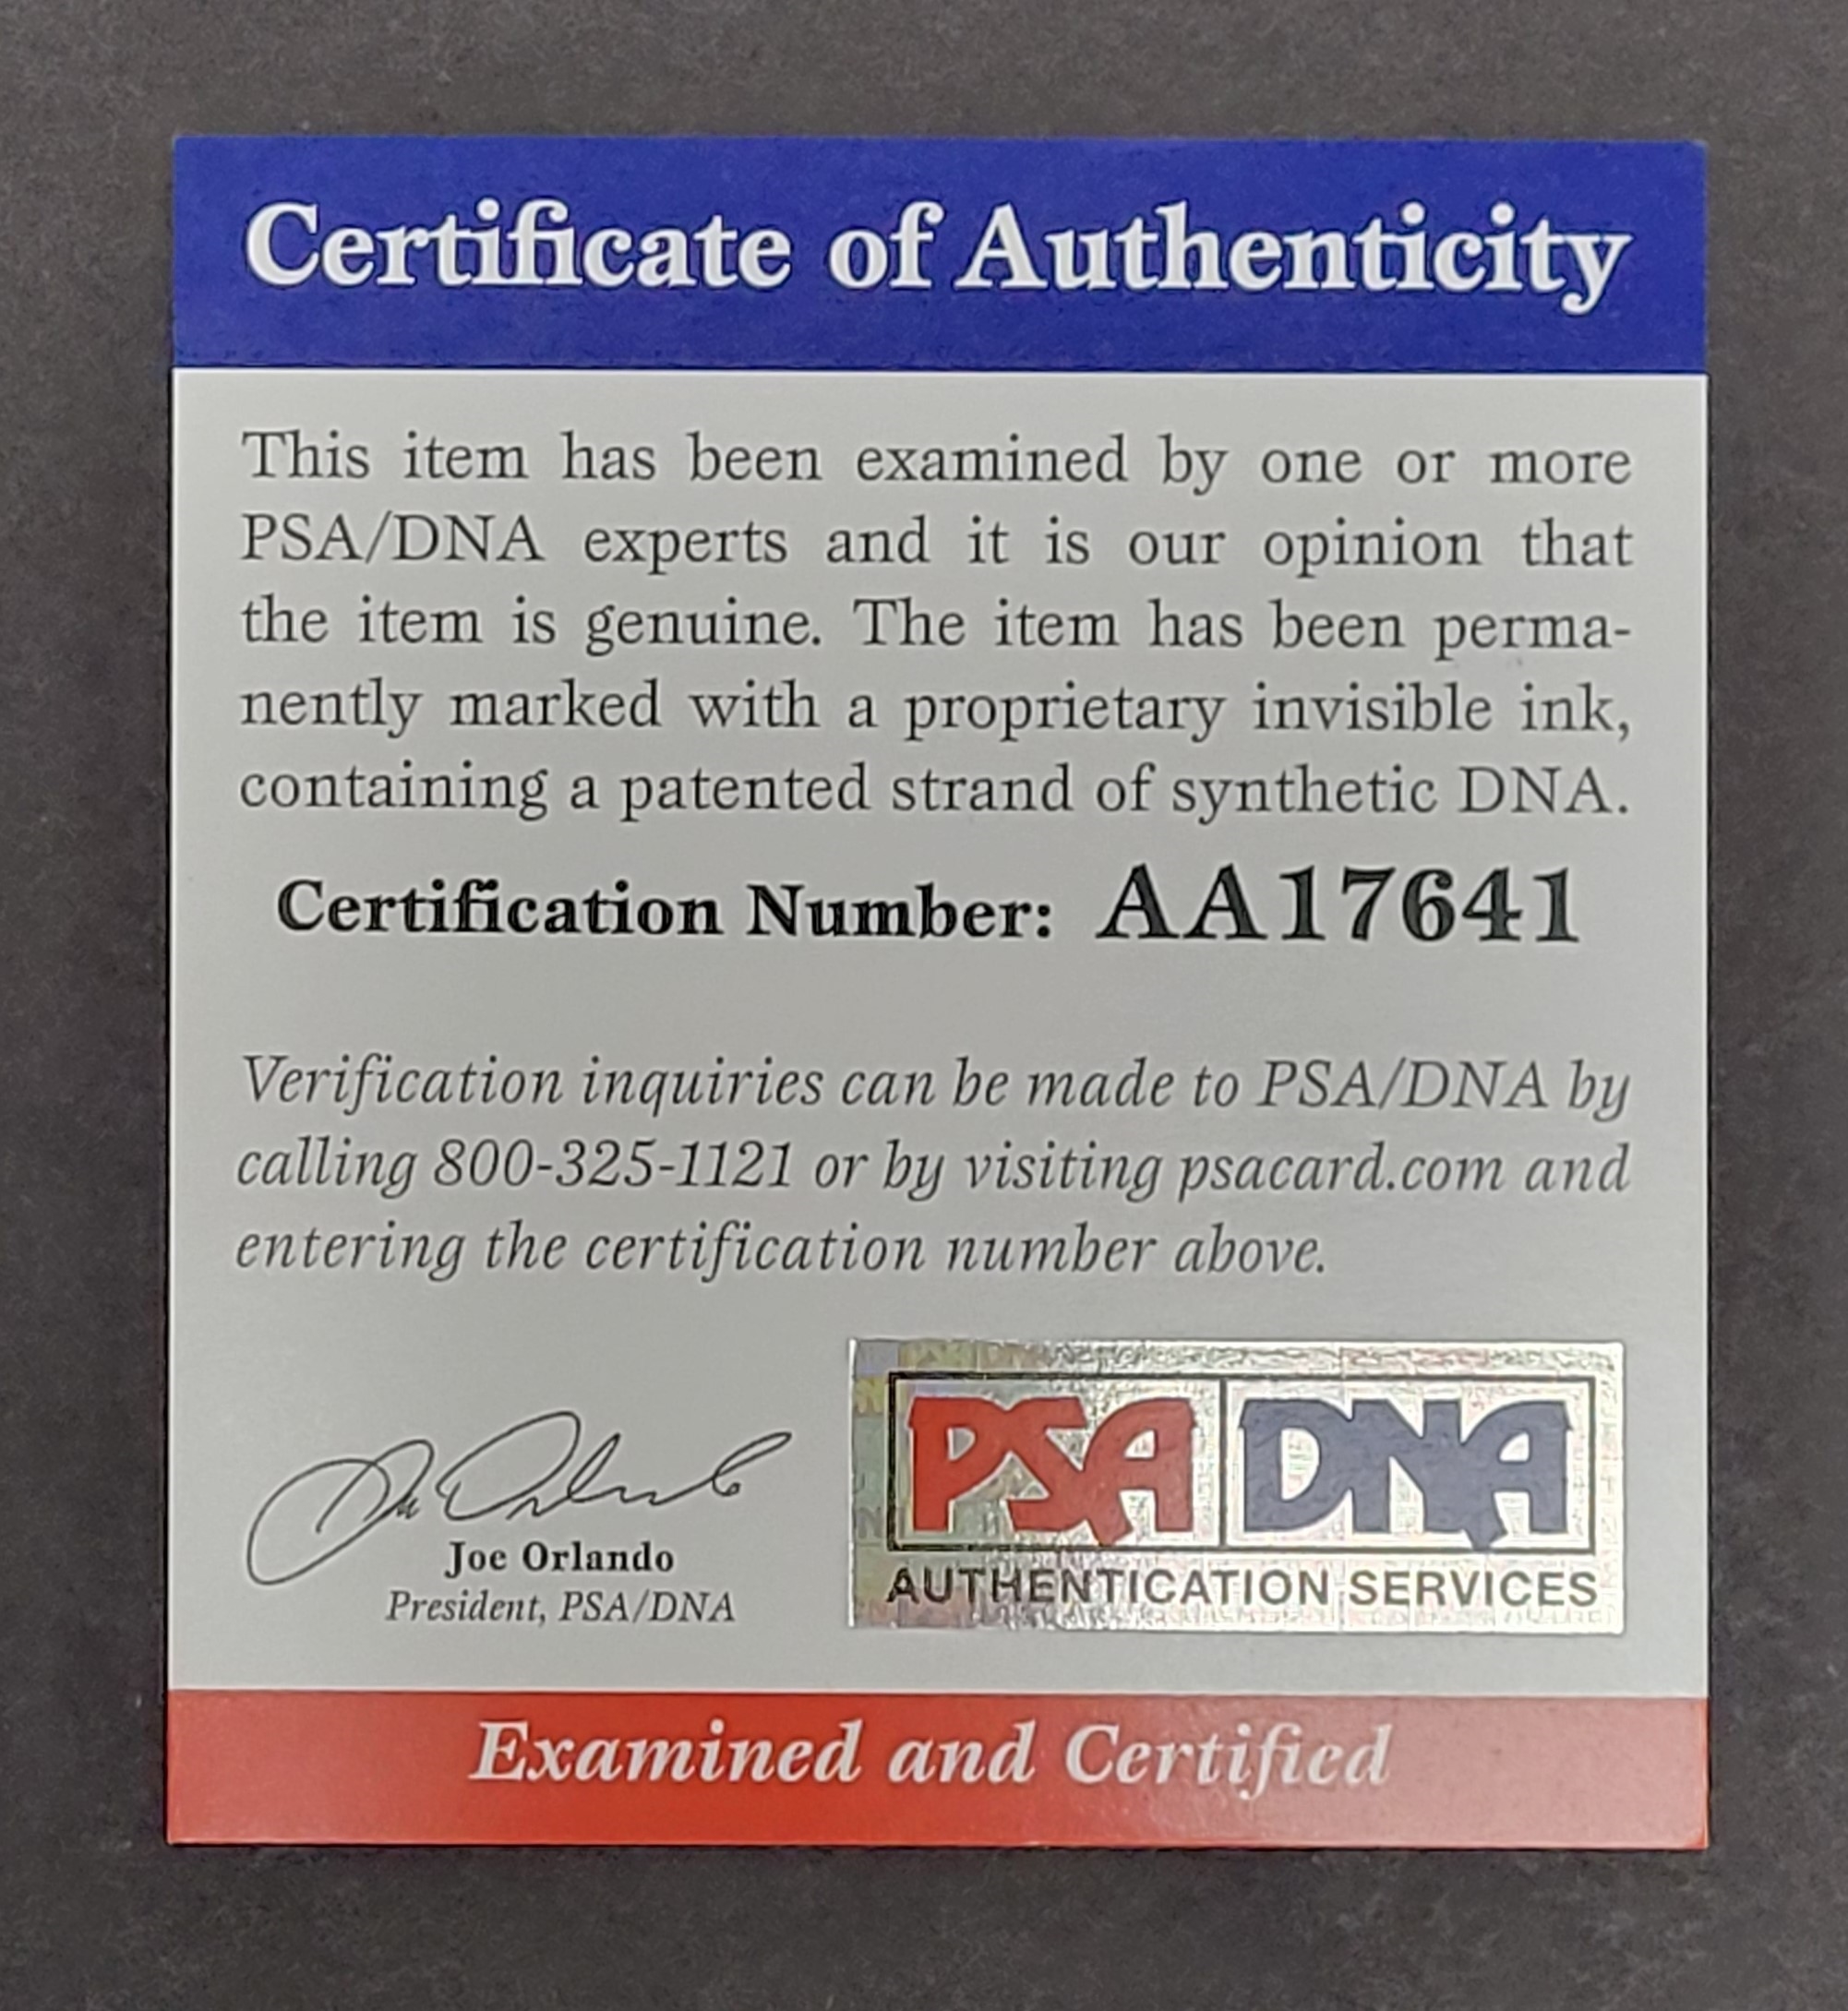 Certificate of Authenticity
This item has been examined by one or more
PSA/DNA experts and it is our opinion that
the item is genuine. The item has been perma-
nently marked with a proprietary invisible ink,
containing a patented strand of synthetic DNA.
Certification Number: AA17641
Verification inquiries can be made to PSA/DNA by
calling 800-325-1121 or by visiting psacard.com and
entering the certification number above.
Joe Orlando
Joe Orlando
President, PSA/DNA
PSA DNA
AUTHENTICATION SERVICES
Examined and Certified